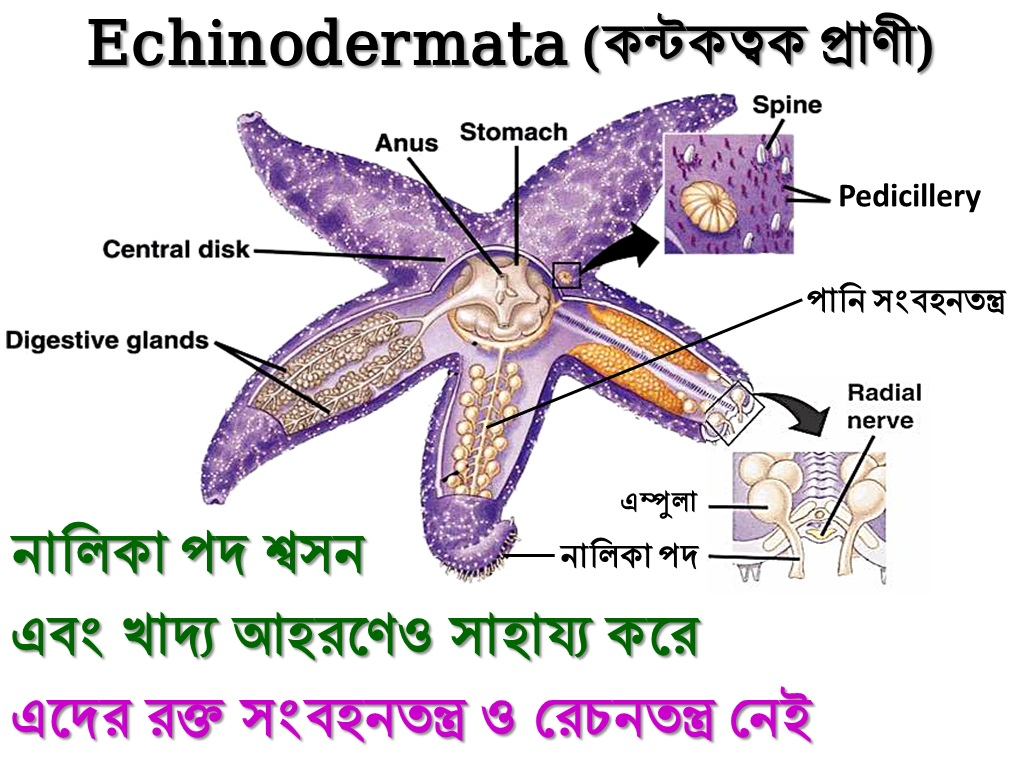 Echinodermata (কন্টকত্বক প্রাণী)
Spine
Anus
Stomach
Pedicillery
Central disk
পানি সংবহনতন্ত্র
Digestive glands
Radial
nerve
এম্পুলা
নালিকা পদ
নালিকা পদ শ্বসন
এবং খাদ্য আহরণেও সাহায্য করে
এদের রক্ত সংবহনতন্ত্র ও রেচনতন্ত্র নেই